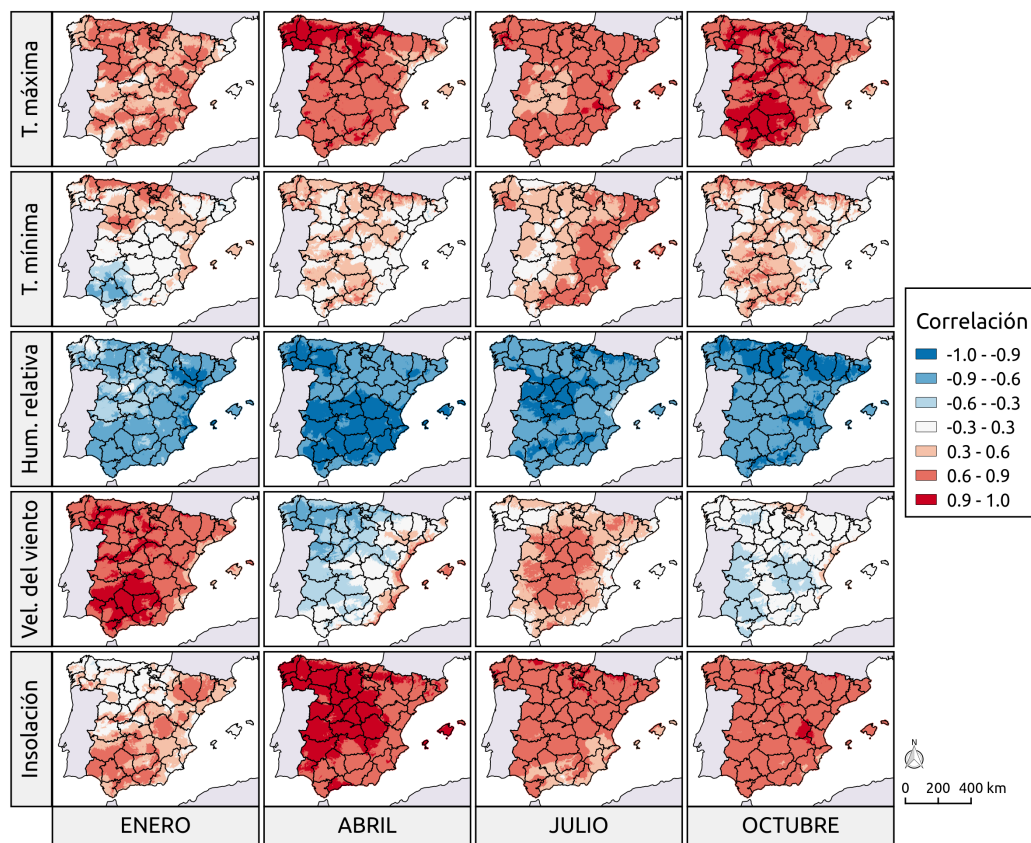 T. máxima
T. mínima
Hum. relativa
Vel. del viento
Insolación
ENERO
ABRIL
JULIO
OCTUBRE
Correlación
-1.0 - -0.9
-0.9 - -0.6
-0.6 - -0.3
-0.3 - 0.3
0.3 - 0.6
0.6 - 0.9
0.9 - 1.0
N
0 200 400 km